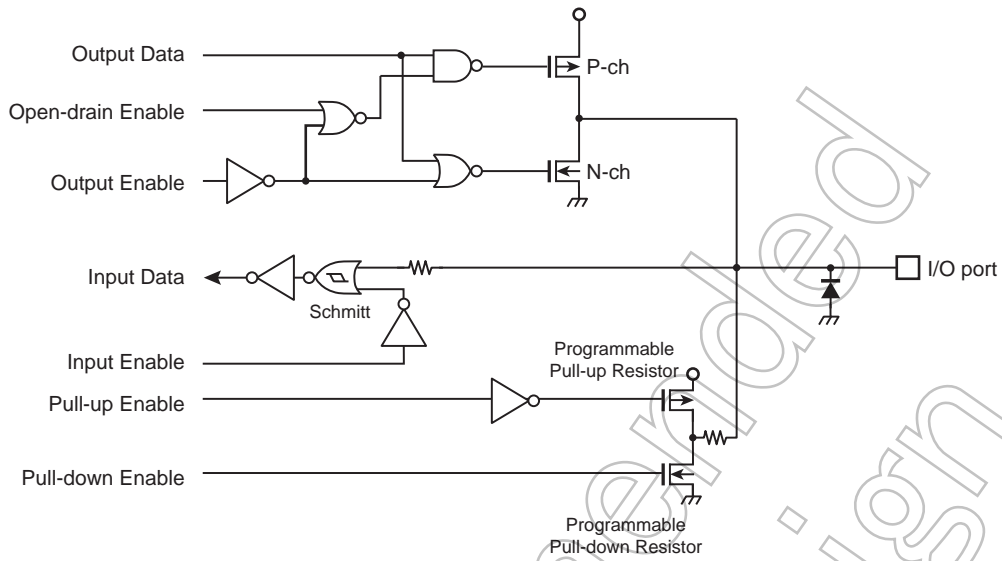 Output Data
P-ch
Open-drain Enable
Output Enable
N-ch
Input Data
Schmitt
I/O port
Input Enable
Programmable
Pull-up Resistor
Pull-up Enable
Pull-down Enable
Programmable
Pull-down Resistor